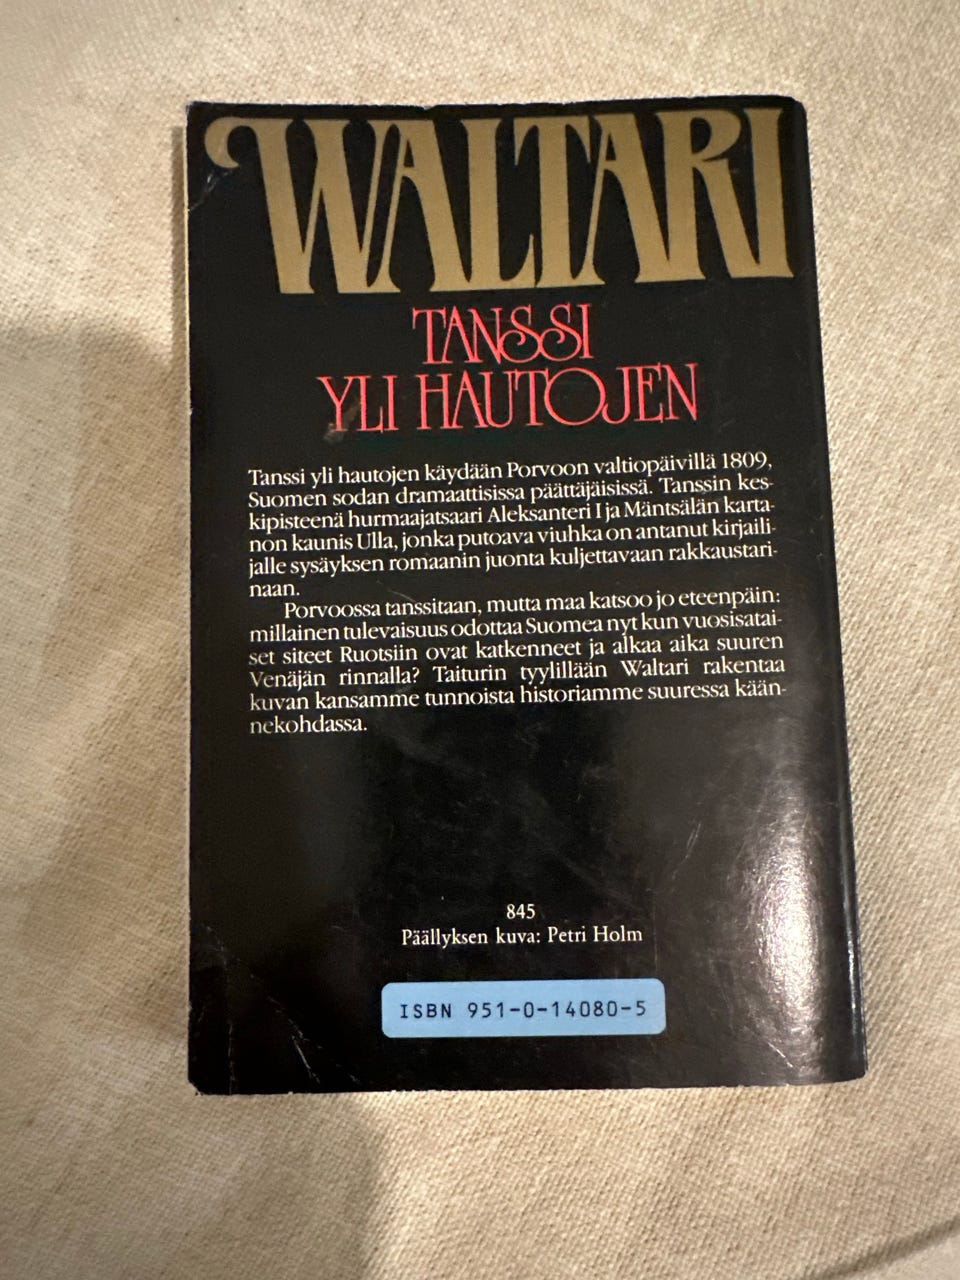 WALTARI
TANSSI
YLI HAUTOJEN
Tanssi yli hautojen käydään Porvoon valtiopäivillä 1809,
Suomen sodan dramaattisissa päättäjäisissä. Tanssin kes-
kipisteenä hurmaajatsaari Aleksanteri I ja Mäntsälän karta-
non kaunis Ulla, jonka putoava viuhka on antanut kirjaili-
jalle sysäyksen romaanin juonta kuljettavaan rakkaustari-
naan.
Porvoossa tanssitaan, mutta maa katsoo jo eteenpäin:
millainen tulevaisuus odottaa Suomea nyt kun vuosisatai-
set siteet Ruotsiin ovat katkenneet ja alkaa aika suuren
Venäjän rinnalla? Taiturin tyylillään Waltari rakentaa
kuvan kansamme tunnoista historiamme suuressa kään-
nekohdassa.
845
Päällyksen kuva: Petri Holm
ISBN 951-0-14080-5